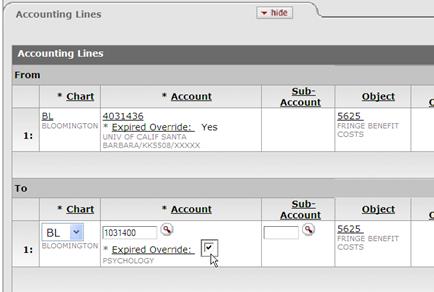 Accounting Lines
hide
Accounting Lines
From
* Chart * Account Sub-Account Object
1: BL 4031436 5625
BLOOMINGTON * Expired Override: Yes FRINGE BENEFIT COSTS
UNIV OF CALIF SANTA
BARBARA/KK5508/XXXXX
To
* Chart * Account Sub-Account Object
1: BL 1031400 5625
BLOOMINGTON * Expired Override: FRINGE BENEFIT COSTS
PSYCHOLOGY